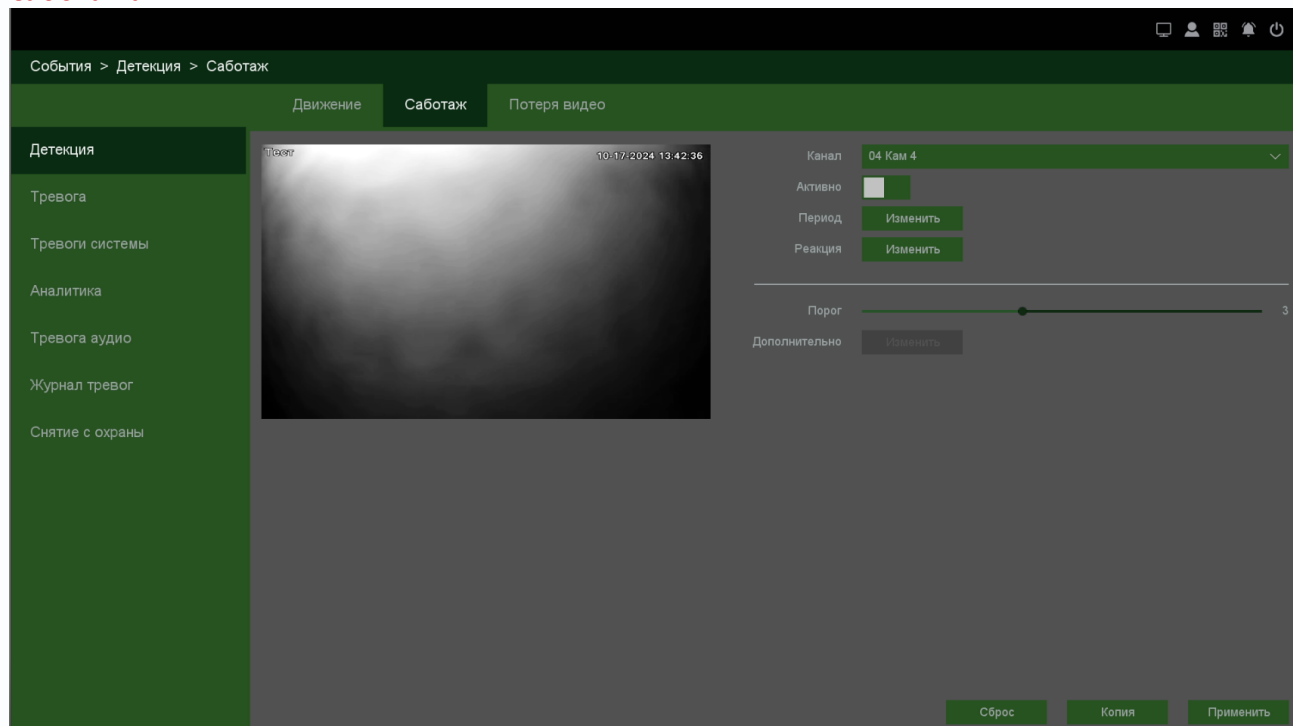 События > Детекция > Саботаж
Движение Саботаж Потеря видео
Детекция
Тревога
Тревоги системы
Аналитика
Тревога аудио
Журнал тревог
Снятие с охраны
Тест 10-17-2024 13:42:36
Канал 04 Кам 4
Активно
Период Изменить
Реакция Изменить
Порог 3
Дополнительно Изменить
Сброс Копия Применить